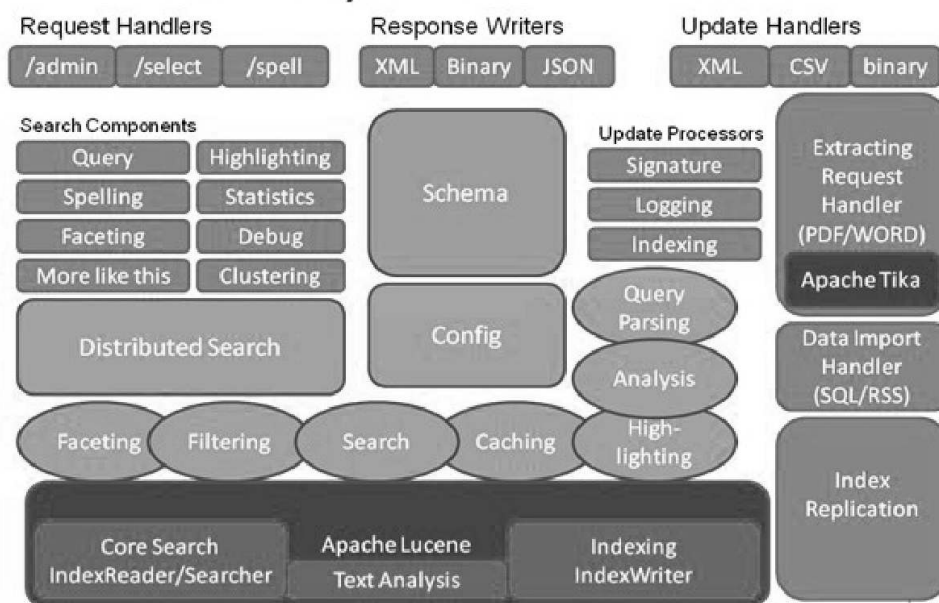 Request Handlers
/admin /select /spell
Response Writers
XML Binary JSON
Update Handlers
XML CSV binary
Search Components
Query Highlighting
Spelling Statistics
Faceting Debug
More like this Clustering
Distributed Search
Schema
Config
Update Processors
Signature
Logging
Indexing
Query
Parsing
Analysis
High-
lighting
Faceting Filtering Search Caching
Extracting
Request
Handler
(PDF/WORD)
Apache Tika
Data Import
Handler
(SQL/RSS)
Index
Replication
Core Search
IndexReader/Searcher
Apache Lucene
Text Analysis
Indexing
IndexWriter